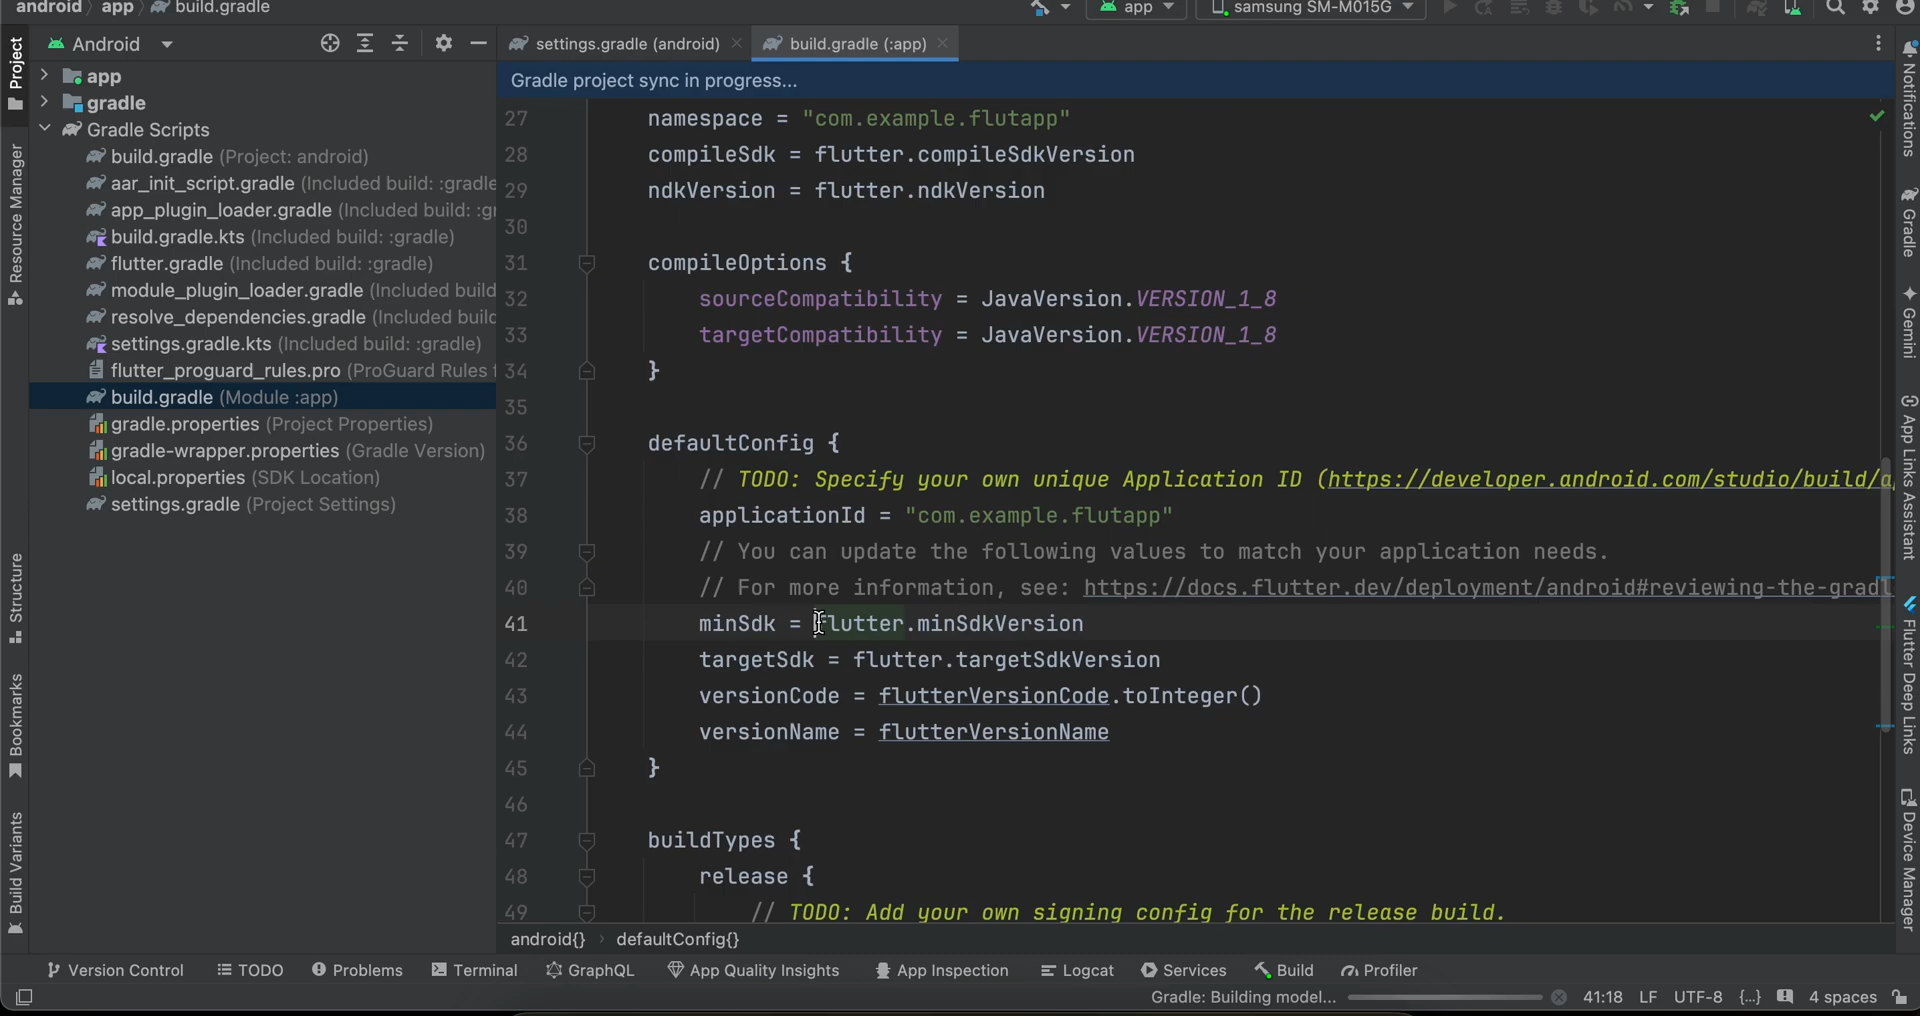 android > app > build.gradle
app
samsung SM-M015G
Project
Android
settings.gradle (android)
build.gradle (:app)
Notifications
Gradle project sync in progress...
app
gradle
Gradle Scripts
build.gradle (Project: android)
aar_init_script.gradle (Included build: :gradle
app_plugin_loader.gradle (Included build: :gr
build.gradle.kts (Included build: :gradle)
flutter.gradle (Included build: :gradle)
module_plugin_loader.gradle (Included build
resolve_dependencies.gradle (Included build
settings.gradle.kts (Included build: :gradle)
flutter_proguard_rules.pro (ProGuard Rules f
build.gradle (Module :app)
gradle.properties (Project Properties)
gradle-wrapper.properties (Gradle Version)
local.properties (SDK Location)
settings.gradle (Project Settings)
Resource Manager
Structure
Bookmarks
Build Variants
27 namespace = "com.example.flutapp"
28 compileSdk = flutter.compileSdkVersion
29 ndkVersion = flutter.ndkVersion
30
31 compileOptions {
32 sourceCompatibility = JavaVersion.VERSION_1_8
33 targetCompatibility = JavaVersion.VERSION_1_8
34 }
35
36 defaultConfig {
37 // TODO: Specify your own unique Application ID (https://developer.android.com/studio/build/a
38 applicationId = "com.example.flutapp"
39 // You can update the following values to match your application needs.
40 // For more information, see: https://docs.flutter.dev/deployment/android#reviewing-the-gradl
41 minSdk = flutter.minSdkVersion
42 targetSdk = flutter.targetSdkVersion
43 versionCode = flutterVersionCode.toInteger()
44 versionName = flutterVersionName
45 }
46
47 buildTypes {
48 release {
49 // TODO: Add your own signing config for the release build.
android{} > defaultConfig{}
Gradle
Gemini
App Links Assistant
Flutter Deep Links
Device Manager
Version Control
TODO
Problems
Terminal
GraphQL
App Quality Insights
App Inspection
Logcat
Services
Build
Profiler
Gradle: Building model...
41:18
LF
UTF-8
{...}
4 spaces